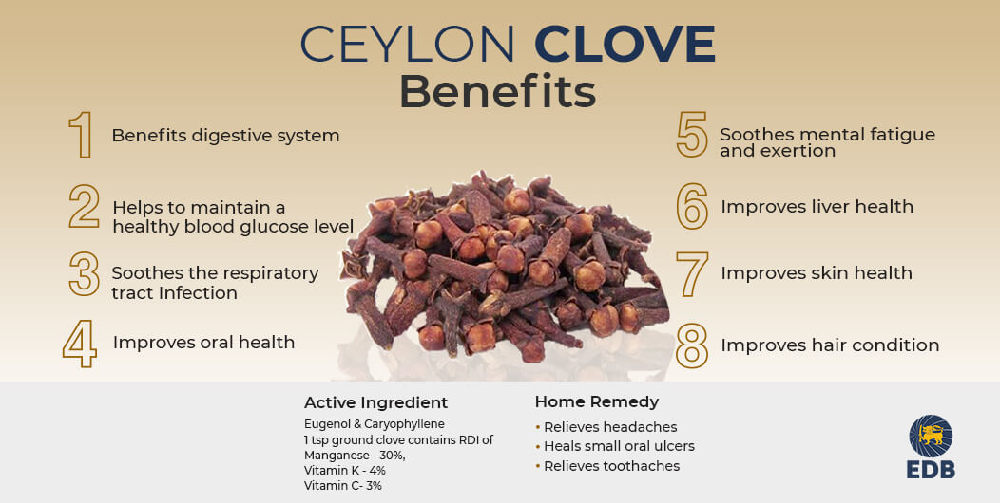 CEYLON CLOVE
Benefits
1
Benefits digestive system
2
Helps to maintain a
healthy blood glucose level
3
Soothes the respiratory
tract Infection
4
Improves oral health
5
Soothes mental fatigue
and exertion
6
Improves liver health
7
Improves skin health
8
Improves hair condition
Active Ingredient
Eugenol & Caryophyllene
1 tsp ground clove contains RDI of
Manganese - 30%,
Vitamin K - 4%
Vitamin C- 3%
Home Remedy
• Relieves headaches
• Heals small oral ulcers
• Relieves toothaches
EDB